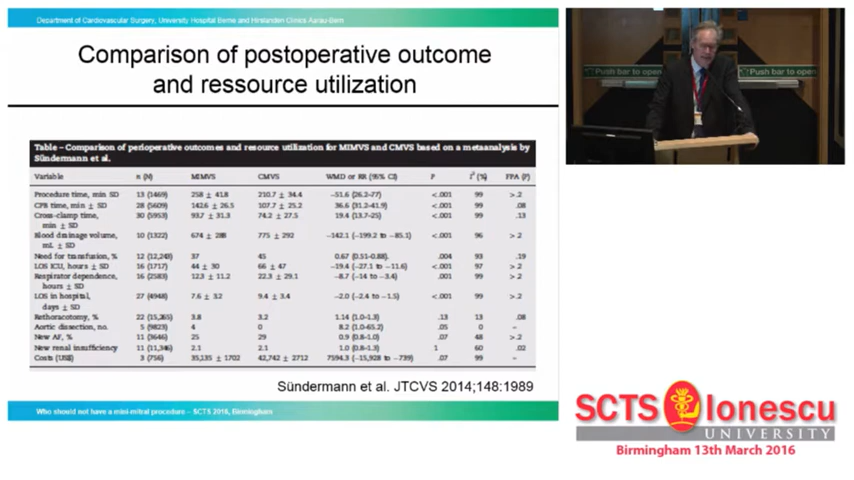 Department of Cardiovascular Surgery, University Hospital Berne and Hirslanden Clinics Aarau-Bern
Comparison of postoperative outcome
and ressource utilization
Table – Comparison of perioperative outcomes and resource utilization for MIMVS and CMVS based on a metaanalysis by
Sündermann et al.
Variable n (N) MIMVS CMVS WMD or RR (95% CI) P I² (%) FPA (P)
Procedure time, min SD 13 (1469) 258 ± 41.8 210.7 ± 34.4 −51.6 (26.2-77) <.001 99 >.2
CPB time, min ± SD 28 (5609) 142.6 ± 26.5 107.7 ± 25.2 36.6 (31.2-41.9) <.001 99 .08
Cross-clamp time, 30 (5953) 93.7 ± 31.3 74.2 ± 27.5 19.4 (13.7-25) <.001 99 .13
min ± SD
Blood drainage volume, 10 (1322) 674 ± 288 775 ± 292 −142.1 (−199.2 to −85.1) <.001 96 >.2
mL ± SD
Need for transfusion, % 12 (12,243) 37 45 0.67 (0.51-0.88) .004 93 .19
LOS ICU, hours ± SD 16 (1717) 44 ± 30 66 ± 47 −19.4 (−27.1 to −11.6) <.001 97 >.2
Respirator dependence, 16 (2583) 12.3 ± 11.2 22.3 ± 29.1 −8.7 (−14 to −3.4) .001 99 >.2
hours ± SD
LOS in hospital, 27 (4948) 7.6 ± 3.2 9.4 ± 3.4 −2.0 (−2.4 to −1.5) <.001 99 >.2
days ± SD
Rethoracotomy, % 22 (15,265) 3.8 3.2 1.14 (1.0-1.3) .13 13 .08
Aortic dissection, no. 5 (9823) 4 0 8.2 (1.0-65.2) .05 0 –
New AF, % 11 (3646) 25 29 0.9 (0.8-1.0) .07 48 >.2
New renal insufficiency 11 (11,346) 2.1 2.1 1.0 (0.8-1.3) 1 60 .02
Costs (US$) 3 (756) 35,135 ± 1702 42,742 ± 2712 7594.3 (−15,928 to −739) .07 99 –
Sündermann et al. JTCVS 2014;148:1989
Who should not have a mini-mitral procedure – SCTS 2016, Birmingham
Push bar to open
Push bar to open
SCTS Ionescu
UNIVERSITY
Birmingham 13th March 2016